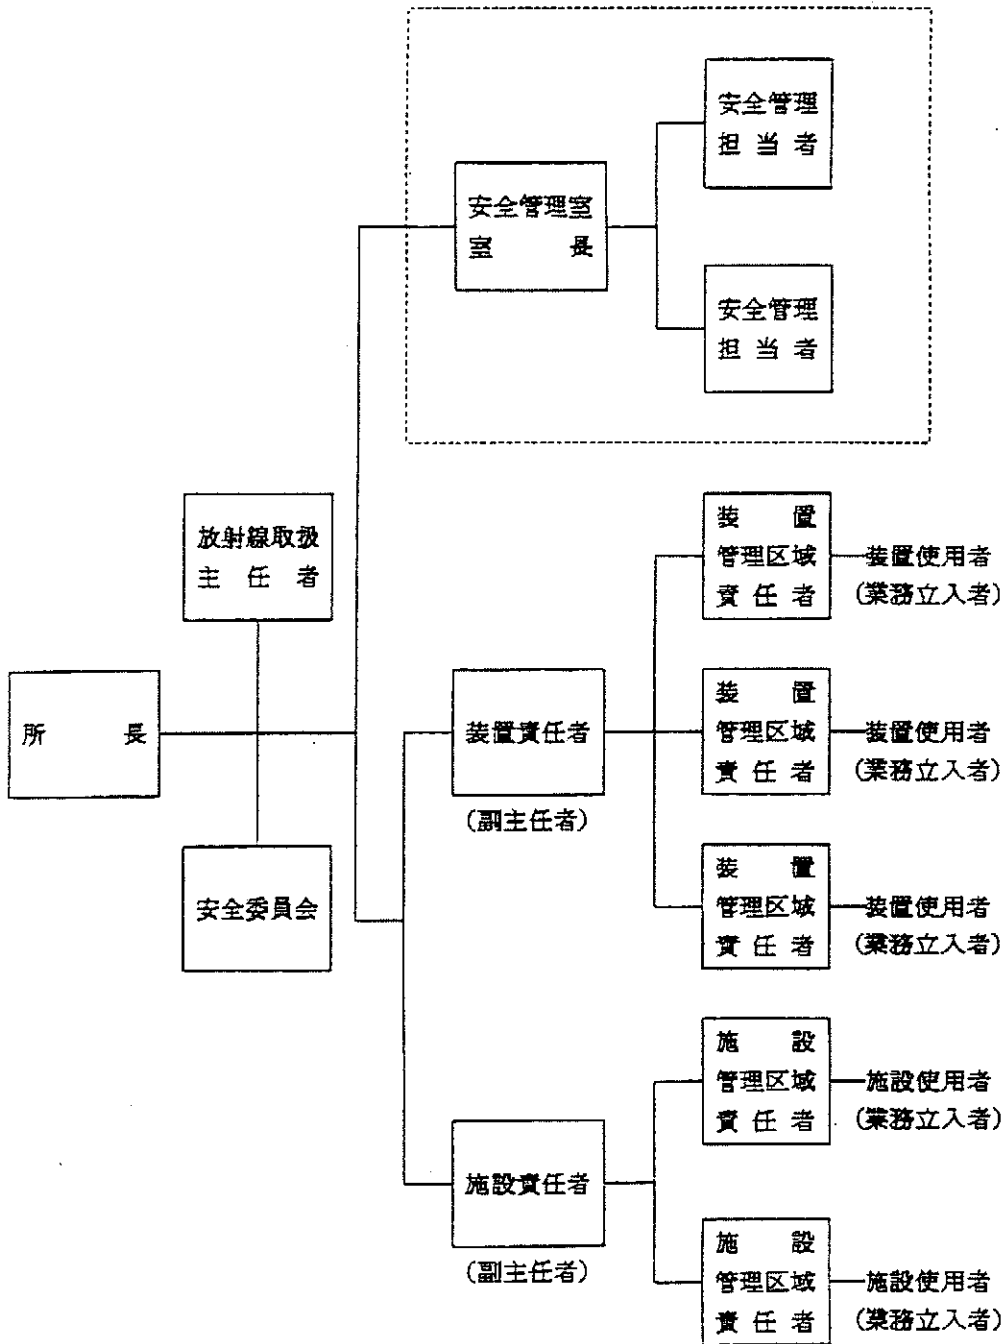 安全管理
担当者
安全管理室
室長
安全管理
担当者
放射線取扱
主任者
所長
安全委員会
装置責任者
(副主任者)
装置
管理区域
責任者
装置使用者
(業務立入者)
装置
管理区域
責任者
装置使用者
(業務立入者)
装置
管理区域
責任者
装置使用者
(業務立入者)
施設責任者
(副主任者)
施設
管理区域
責任者
施設使用者
(業務立入者)
施設
管理区域
責任者
施設使用者
(業務立入者)